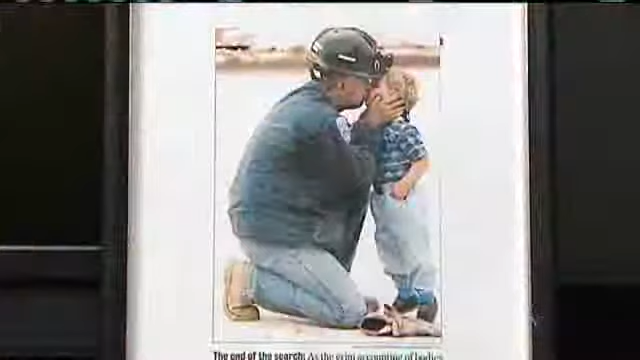 The end of the search: As the grim accounting of bodies